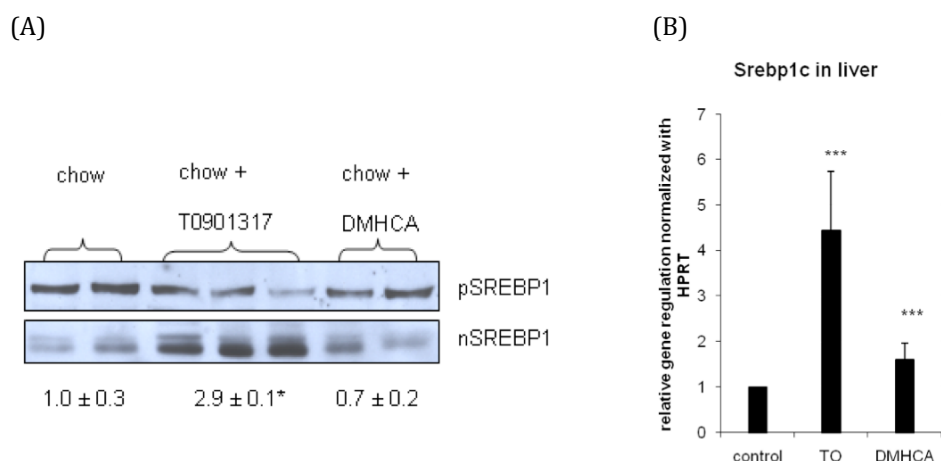 (A)
(B)
chow
chow +
T0901317
chow +
DMHCA
pSREBP1
nSREBP1
1.0 ± 0.3
2.9 ± 0.1*
0.7 ± 0.2
Srebp1c in liver
relative gene regulation normalized with
HPRT
7
6
5
4
3
2
1
0
***
***
control
TO
DMHCA